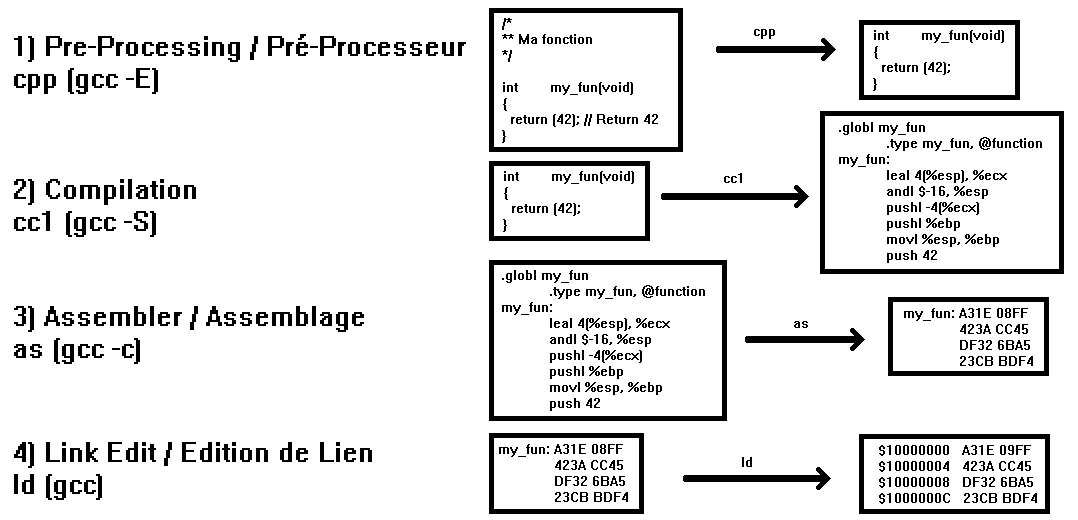 1) Pre-Processing / Pré-Processeur
cpp (gcc -E)
/*
** Ma fonction
*/
int my_fun(void)
{
return (42); // Return 42
}
cpp
int my_fun(void)
{
return (42);
}
2) Compilation
cc1 (gcc -S)
int my_fun(void)
{
return (42);
}
cc1
.globl my_fun
.type my_fun, @function
my_fun:
leal 4(%esp), %ecx
andl $-16, %esp
pushl -4(%ecx)
pushl %ebp
movl %esp, %ebp
push 42
3) Assembler / Assemblage
as (gcc -c)
.globl my_fun
.type my_fun, @function
my_fun:
leal 4(%esp), %ecx
andl $-16, %esp
pushl -4(%ecx)
pushl %ebp
movl %esp, %ebp
push 42
as
my_fun: A31E 08FF
423A CC45
DF32 6BA5
23CB BDF4
4) Link Edit / Edition de Lien
ld (gcc)
my_fun: A31E 08FF
423A CC45
DF32 6BA5
23CB BDF4
ld
$10000000 A31E 09FF
$10000004 423A CC45
$10000008 DF32 6BA5
$1000000C 23CB BDF4